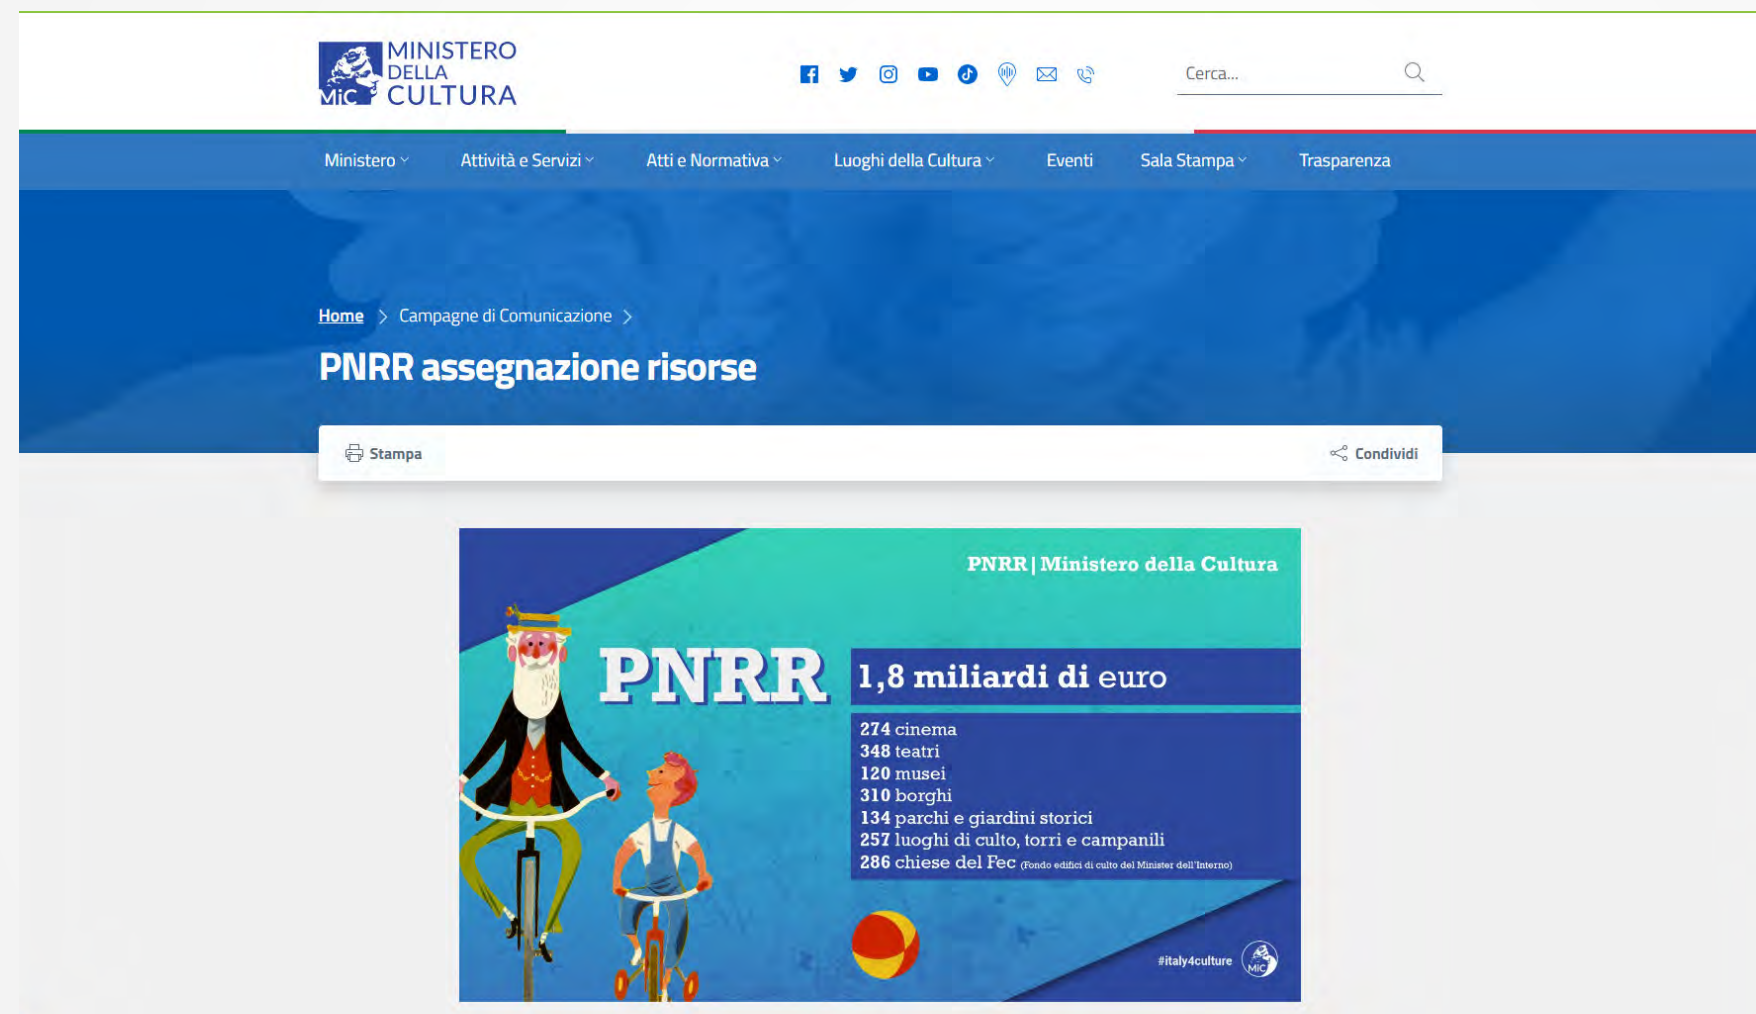 MINISTERO
DELLA
CULTURA
MiC
Cerca...
Ministero
Attività e Servizi
Atti e Normativa
Luoghi della Cultura
Eventi
Sala Stampa
Trasparenza
Home > Campagne di Comunicazione >
PNRR assegnazione risorse
Stampa
Condividi
PNRR | Ministero della Cultura
PNRR
1,8 miliardi di euro
274 cinema
348 teatri
120 musei
310 borghi
134 parchi e giardini storici
257 luoghi di culto, torri e campanili
286 chiese del Fec (Fondo edifici di culto del Minister dell'Interno)
#italy4culture
MiC